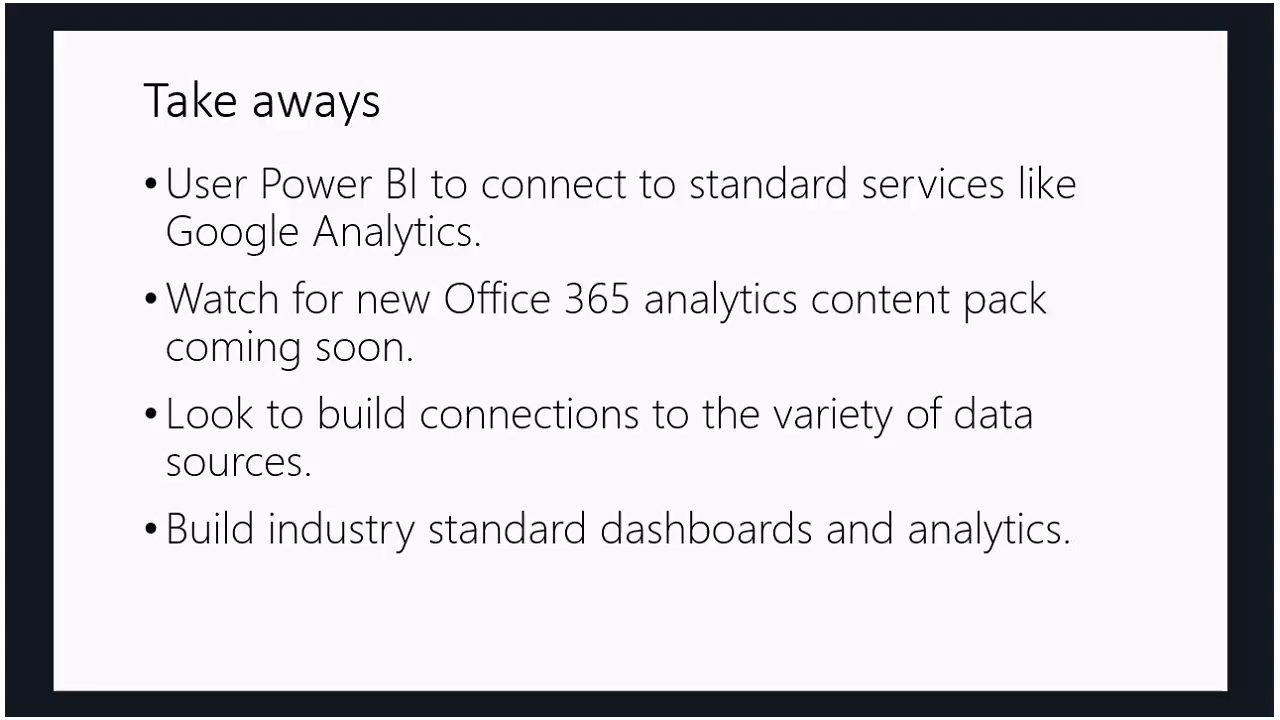 Take aways
•User Power BI to connect to standard services like
Google Analytics.
•Watch for new Office 365 analytics content pack
coming soon.
•Look to build connections to the variety of data
sources.
•Build industry standard dashboards and analytics.